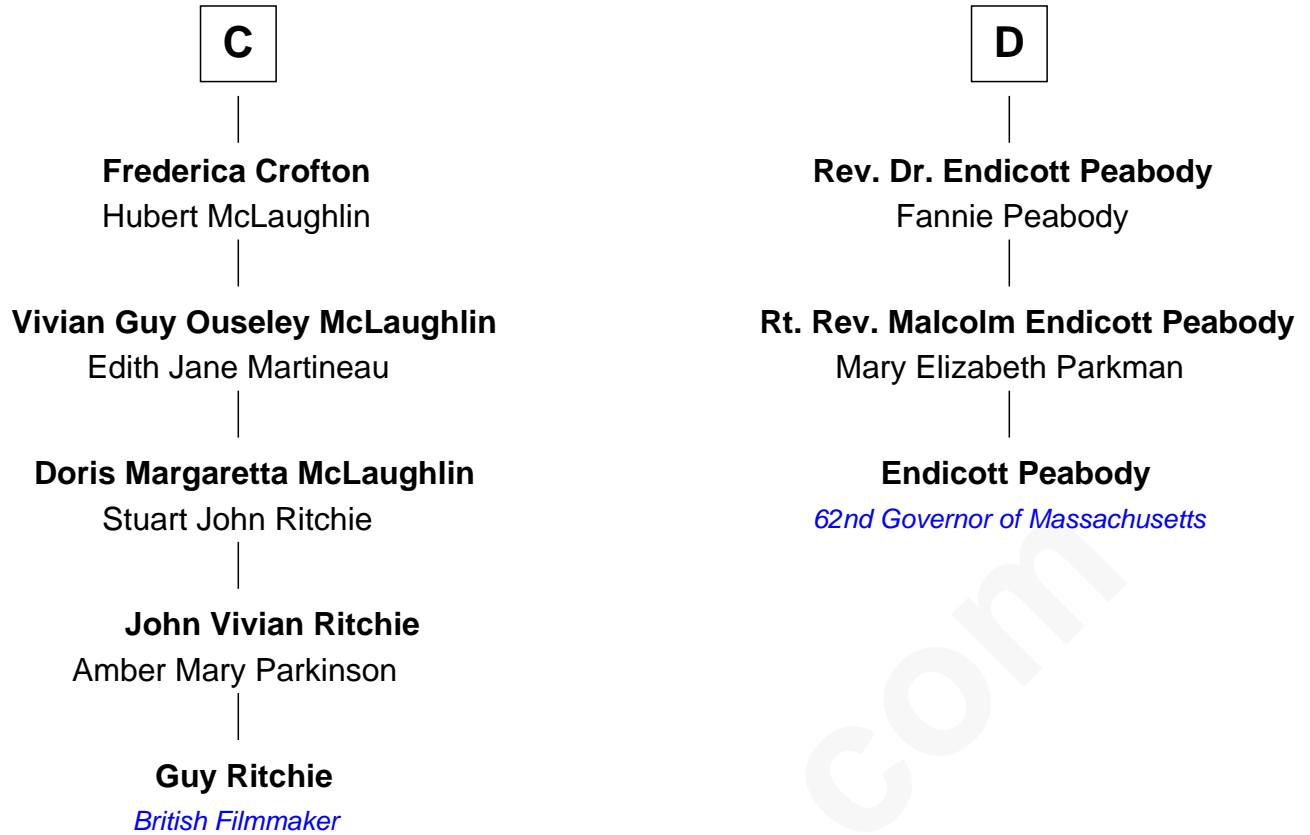 C
Frederica Crofton
Hubert McLaughlin
Vivian Guy Ouseley McLaughlin
Edith Jane Martineau
Doris Margaretta McLaughlin
Stuart John Ritchie
John Vivian Ritchie
Amber Mary Parkinson
Guy Ritchie
British Filmmaker
D
Rev. Dr. Endicott Peabody
Fannie Peabody
Rt. Rev. Malcolm Endicott Peabody
Mary Elizabeth Parkman
Endicott Peabody
62nd Governor of Massachusetts
com